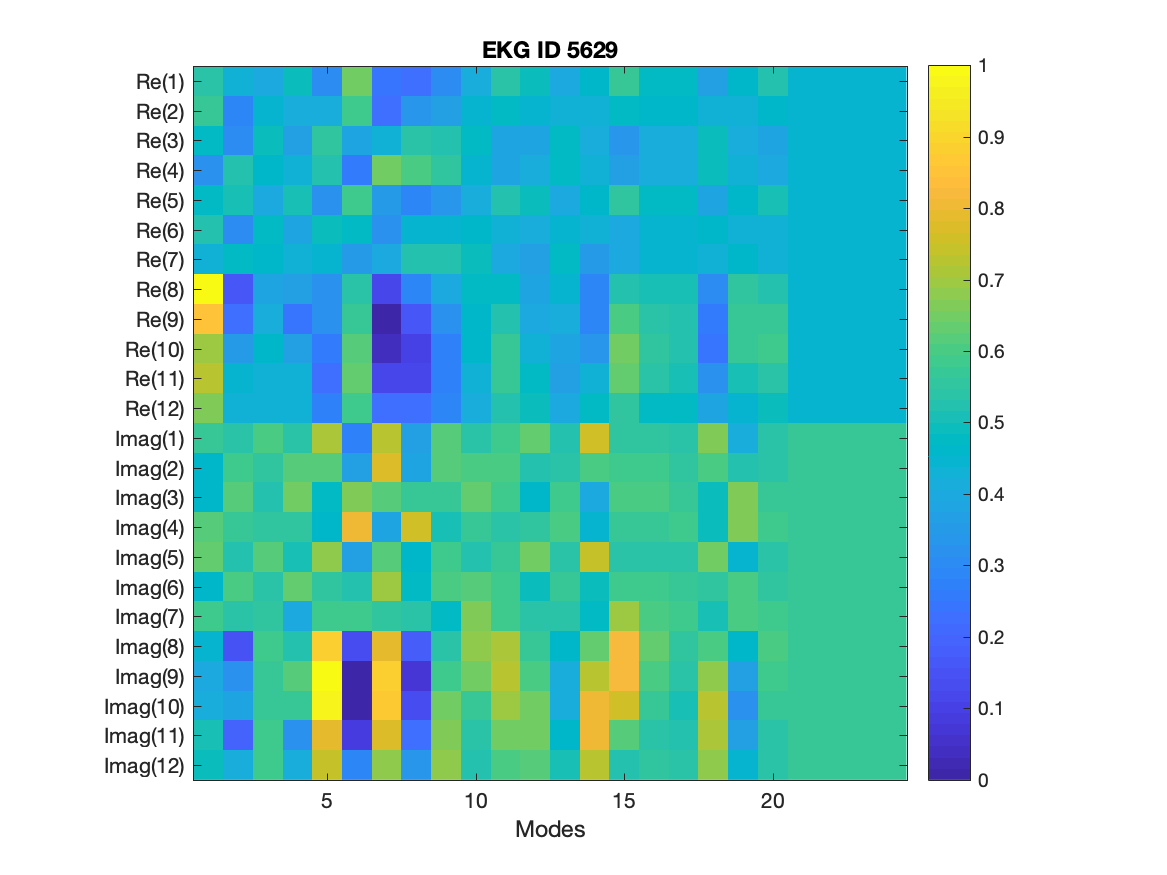 EKG ID 5629
Re(1)
Re(2)
Re(3)
Re(4)
Re(5)
Re(6)
Re(7)
Re(8)
Re(9)
Re(10)
Re(11)
Re(12)
Imag(1)
Imag(2)
Imag(3)
Imag(4)
Imag(5)
Imag(6)
Imag(7)
Imag(8)
Imag(9)
Imag(10)
Imag(11)
Imag(12)
5 10 15 20
Modes
1
0.9
0.8
0.7
0.6
0.5
0.4
0.3
0.2
0.1
0